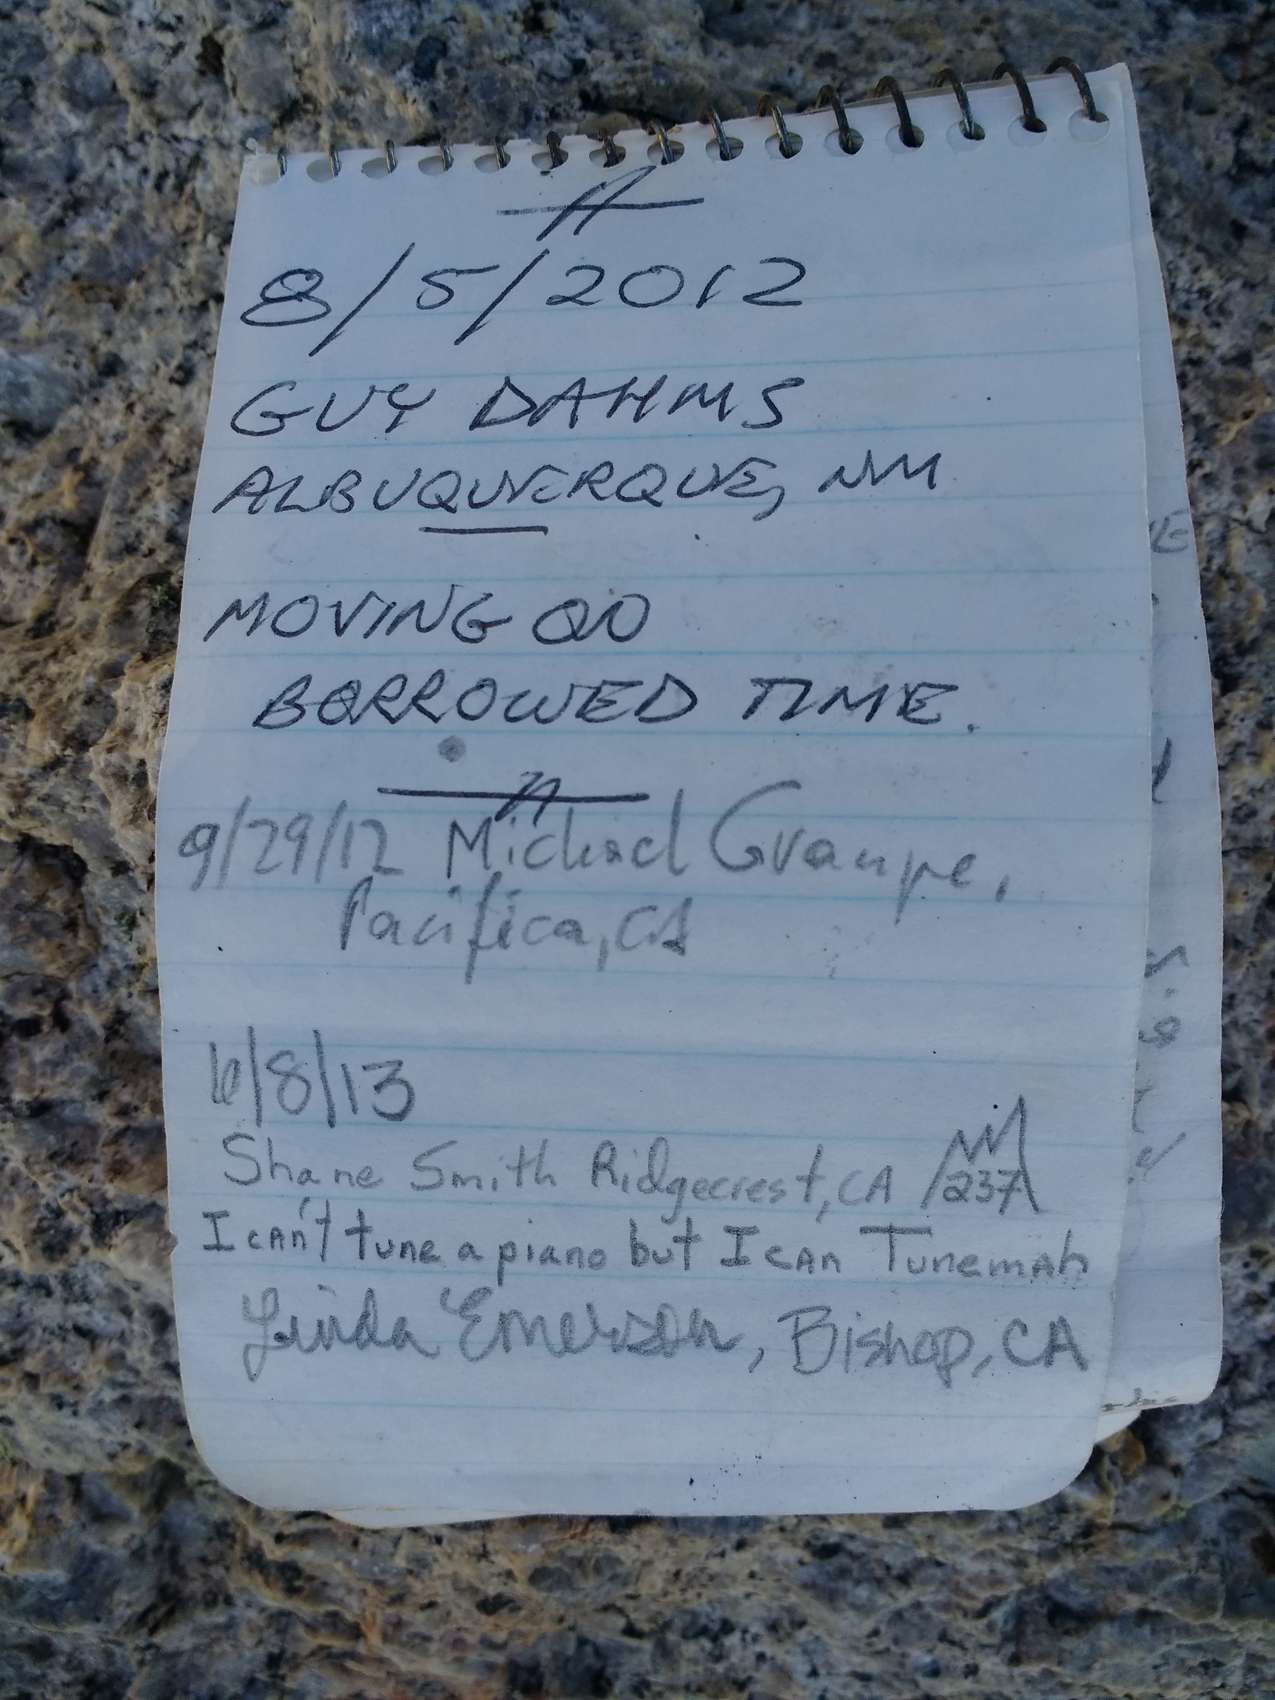 8/5/2012
GUY DAHMS
ALBUQUERQUE, NM
MOVING ON
BORROWED TIME.
9/29/12 Michael Graupe,
Pacifica, CA
6/8/13
Shane Smith Ridgecrest, CA 237
I can't tune a piano but I can Tunemah
Linda Emerson, Bishop, CA